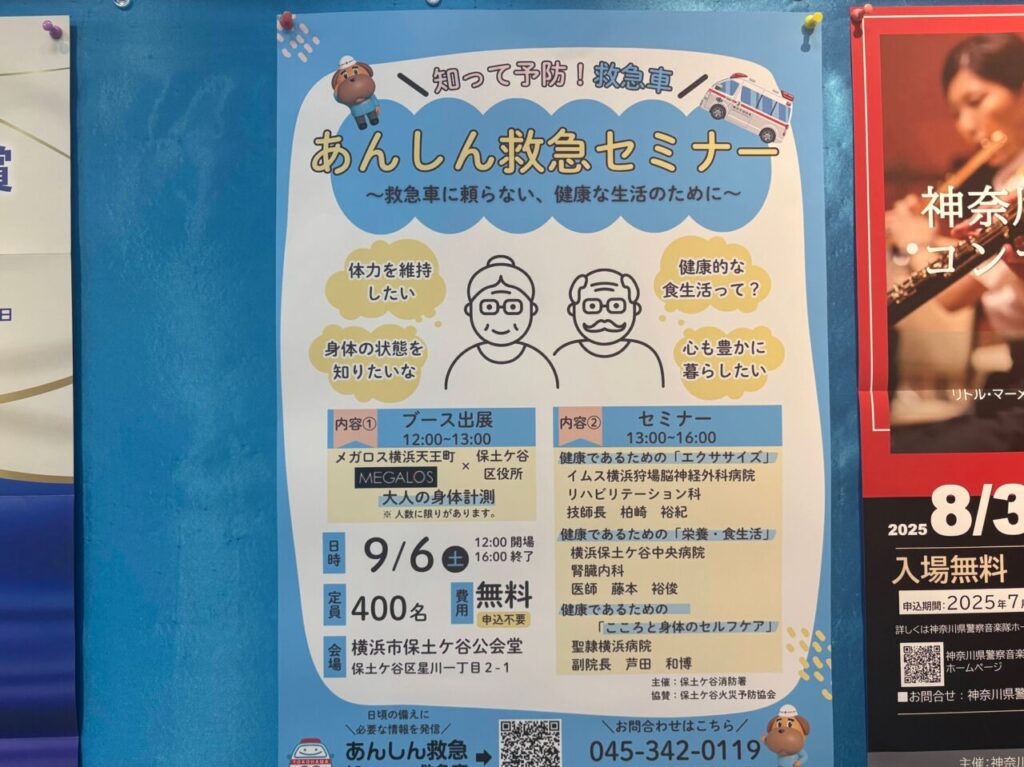 賞
日
知って予防!救急車
あんしん救急セミナー
〜救急車に頼らない、健康な生活のために〜
体力を維持
したい
健康的な
食生活って?
身体の状態を
知りたいな
心も豊かに
暮らしたい
内容① ブース出展
12:00~13:00
メガロス横浜天王町 × 保土ケ谷
区役所
MEGALOS
大人の身体計測
※ 人数に限りがあります。
日時 9/6 土 12:00 開場
16:00 終了
定員 400名 費用 無料
申込不要
会場 横浜市保土ケ谷公会堂
保土ケ谷区星川一丁目2-1
内容② セミナー
13:00~16:00
健康であるための「エクササイズ」
イムス横浜狩場脳神経外科病院
リハビリテーション科
技師長 柏崎 裕紀
健康であるための「栄養・食生活」
横浜保土ケ谷中央病院
腎臓内科
医師 藤本 裕俊
健康であるための
「こころと身体のセルフケア」
聖隷横浜病院
副院長 芦田 和博
主催:保土ケ谷消防署
協賛:保土ケ谷火災予防協会
日頃の備えに
\必要な情報を発信/
あんしん救急
YOKOHAMA
\お問合わせはこちら/
045-342-0119
神奈川
・コン
リトル・マーメ
2025 8/3
入場無料
申込期間:2025年7月
詳しくは神奈川県警察音楽隊ホー
神奈川県警察音楽
ホームページ
■お問合せ:神奈川県警
主催:神奈川